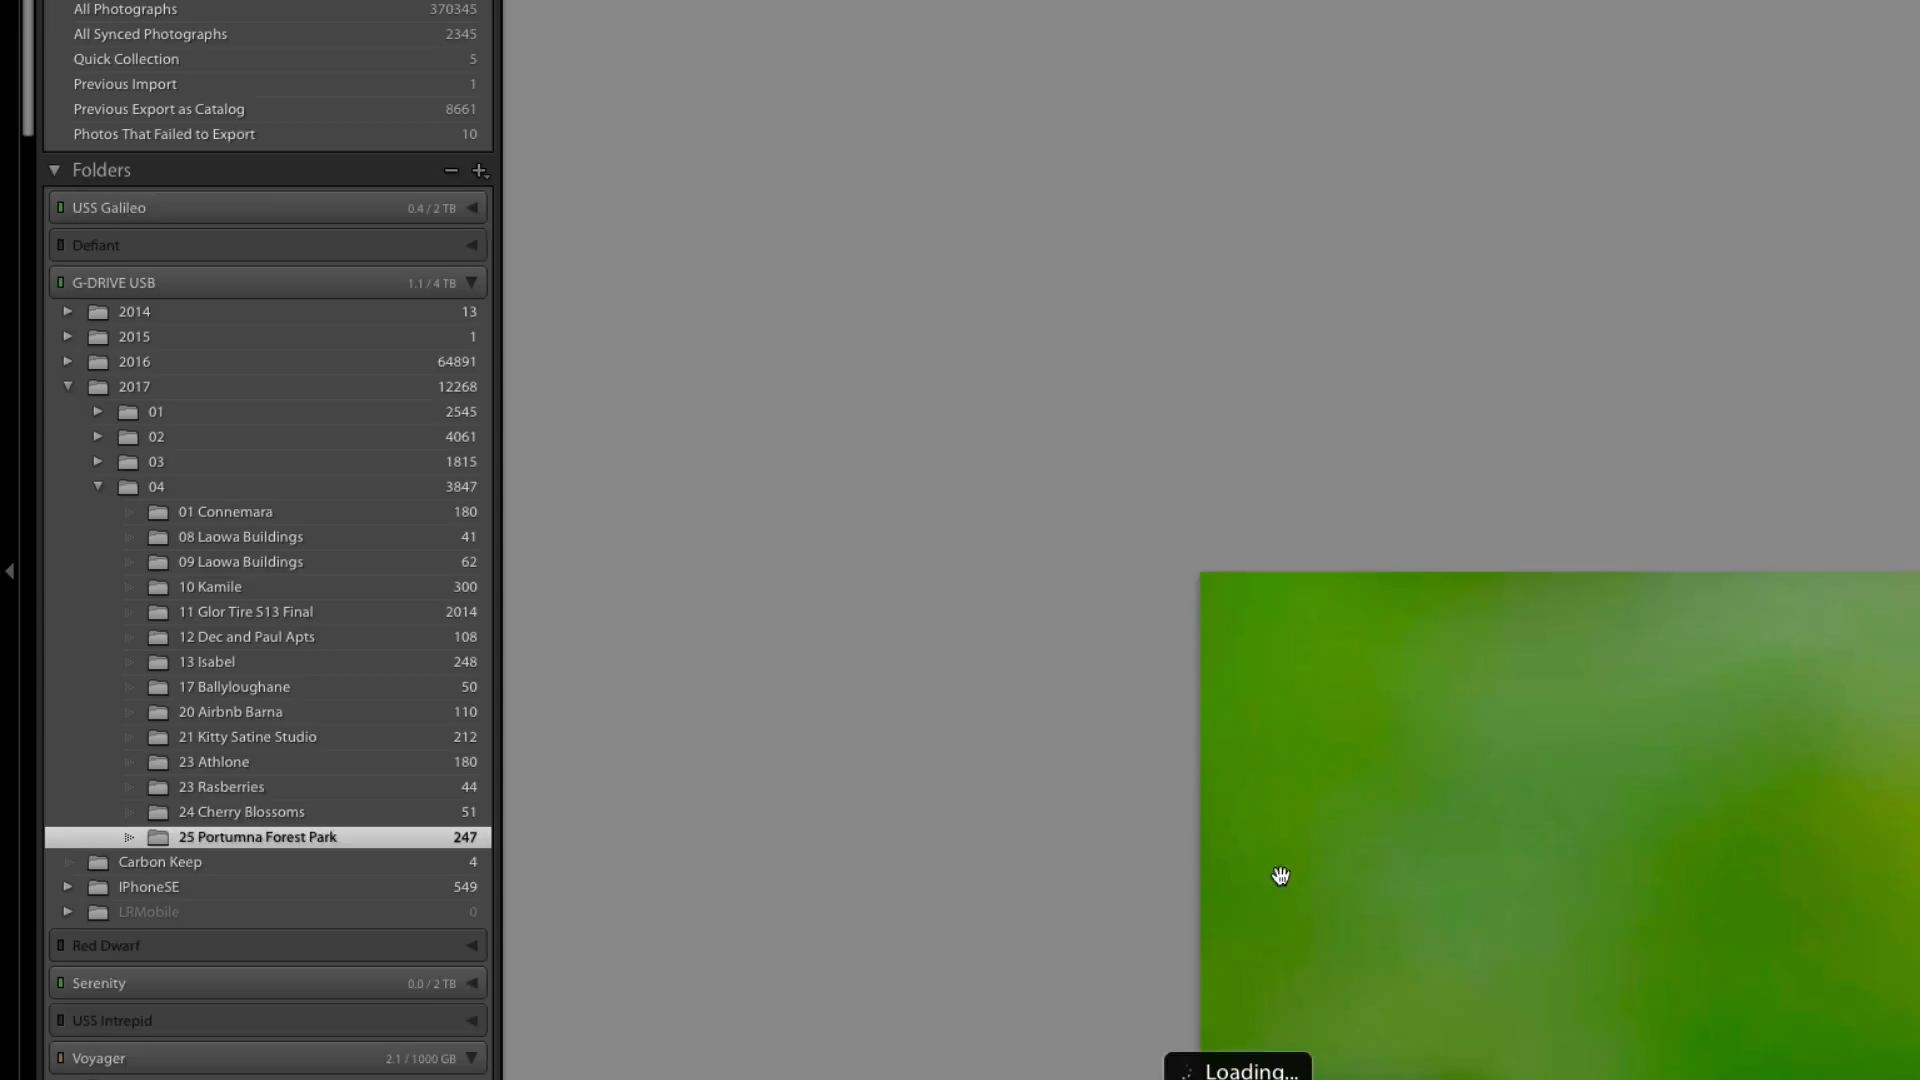 All Photographs 370345
All Synced Photographs 2345
Quick Collection 5
Previous Import 1
Previous Export as Catalog 8661
Photos That Failed to Export 10
Folders
USS Galileo 0.4 / 2 TB
Defiant
G-DRIVE USB 1.1 / 4 TB
2014 13
2015 1
2016 64891
2017 12268
01 2545
02 4061
03 1815
04 3847
01 Connemara 180
08 Laowa Buildings 41
09 Laowa Buildings 62
10 Kamile 300
11 Glor Tire S13 Final 2014
12 Dec and Paul Apts 108
13 Isabel 248
17 Ballyloughane 50
20 Airbnb Barna 110
21 Kitty Satine Studio 212
23 Athlone 180
23 Rasberries 44
24 Cherry Blossoms 51
25 Portumna Forest Park 247
Carbon Keep 4
IPhoneSE 549
LRMobile 0
Red Dwarf
Serenity 0.0 / 2 TB
USS Intrepid
Voyager 2.1 / 1000 GB
Loading...